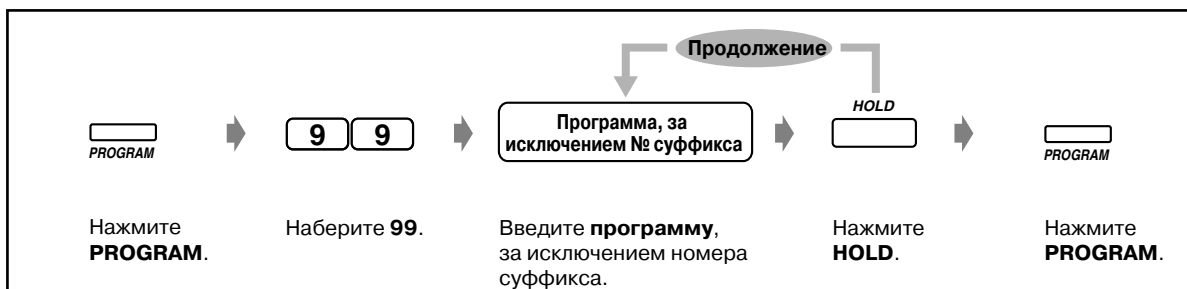 Продолжение
HOLD
Программа, за
исключением № суффикса
9 9
PROGRAM
PROGRAM
Нажмите
PROGRAM.
Наберите 99.
Введите программу,
за исключением номера
суффикса.
Нажмите
HOLD.
Нажмите
PROGRAM.